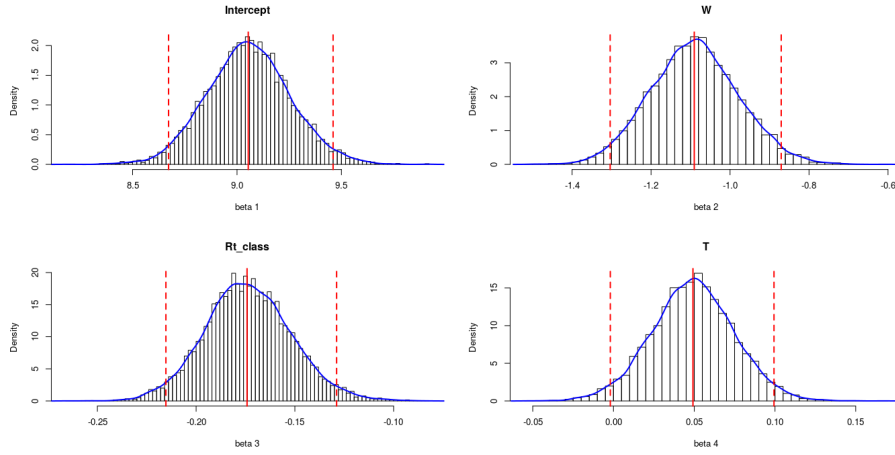 Intercept
Density
0.0 0.5 1.0 1.5 2.0
8.5 9.0 9.5
beta 1
W
Density
0 1 2 3
-1.4 -1.2 -1.0 -0.8 -0.6
beta 2
Rt_class
Density
0 5 10 15 20
-0.25 -0.20 -0.15 -0.10
beta 3
T
Density
0 5 10 15
-0.05 0.00 0.05 0.10 0.15
beta 4